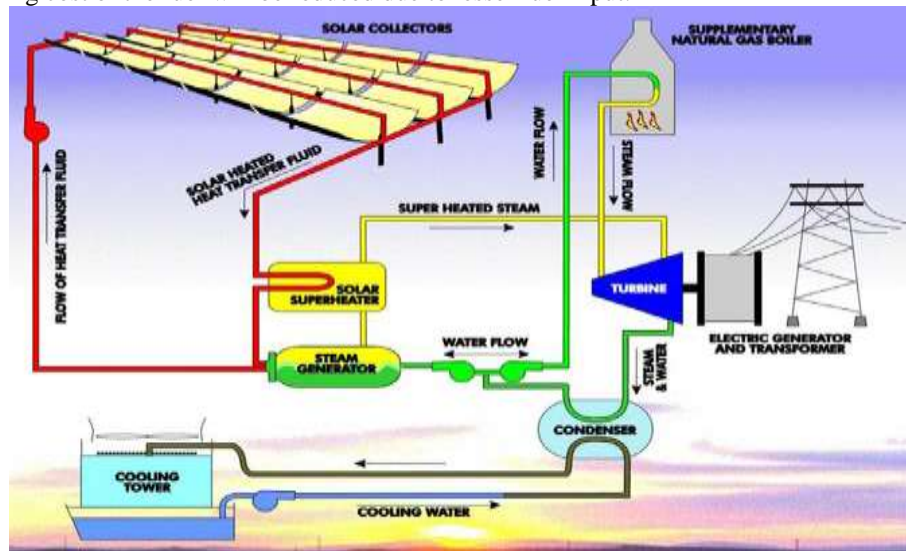 SOLAR COLLECTORS
SUPPLEMENTARY
NATURAL GAS BOILER
SOLAR HEATED
HEAT TRANSFER FLUID
WATER FLOW
STEAM FLOW
FLOW OF HEAT TRANSFER FLUID
SUPER HEATED STEAM
SOLAR
SUPERHEATER
TURBINE
ELECTRIC GENERATOR
AND TRANSFORMER
WATER FLOW
STEAM
GENERATOR
STEAM
& WATER
CONDENSER
COOLING
TOWER
COOLING WATER